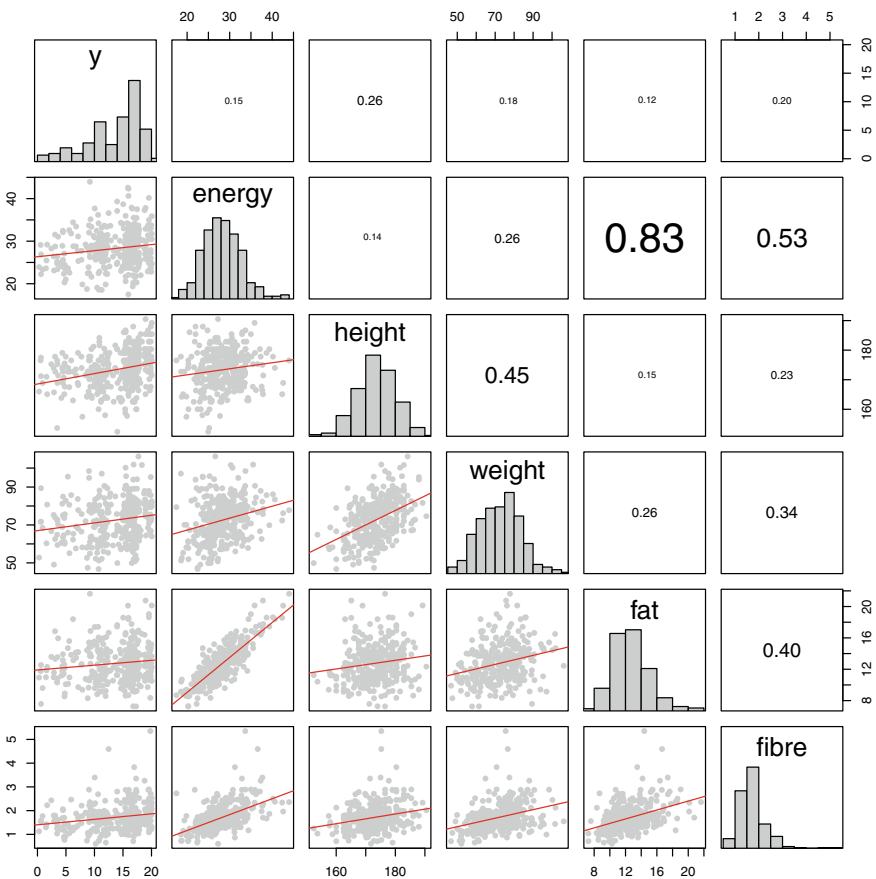 20 30 40 50 70 90 1 2 3 4 5
y 0.15 0.26 0.18 0.12 0.20 0 5 10 15 20
20 30 40 energy 0.14 0.26 0.83 0.53
height 0.45 0.15 0.23 160 180
50 70 90 weight 0.26 0.34
fat 0.40 8 12 16 20
1 2 3 4 5 fibre
0 5 10 15 20 160 180 8 12 16 20